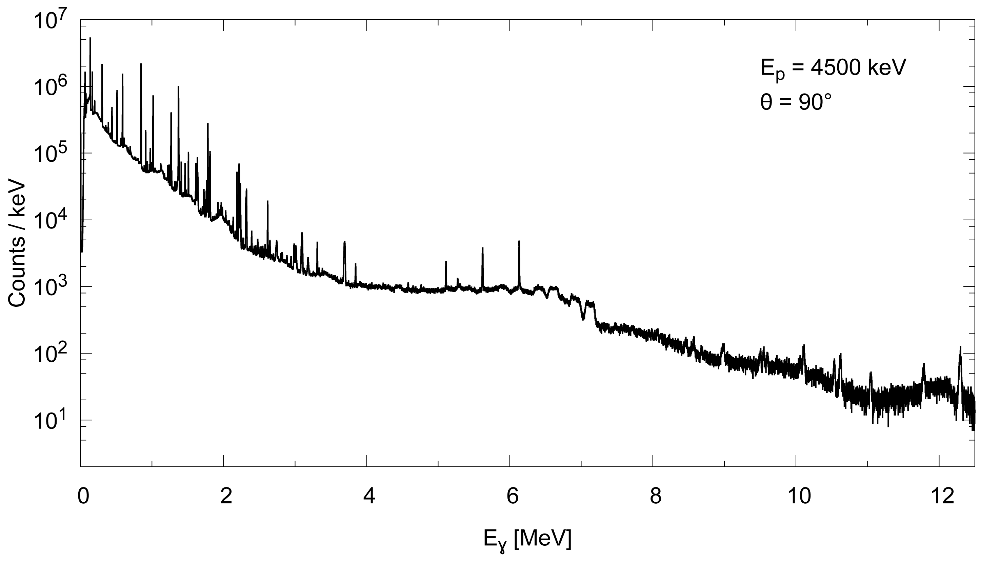 10⁷
10⁶
10⁵
10⁴
10³
10²
10¹
Counts / keV
Eₚ = 4500 keV
θ = 90°
0 2 4 6 8 10 12
Eᵧ [MeV]